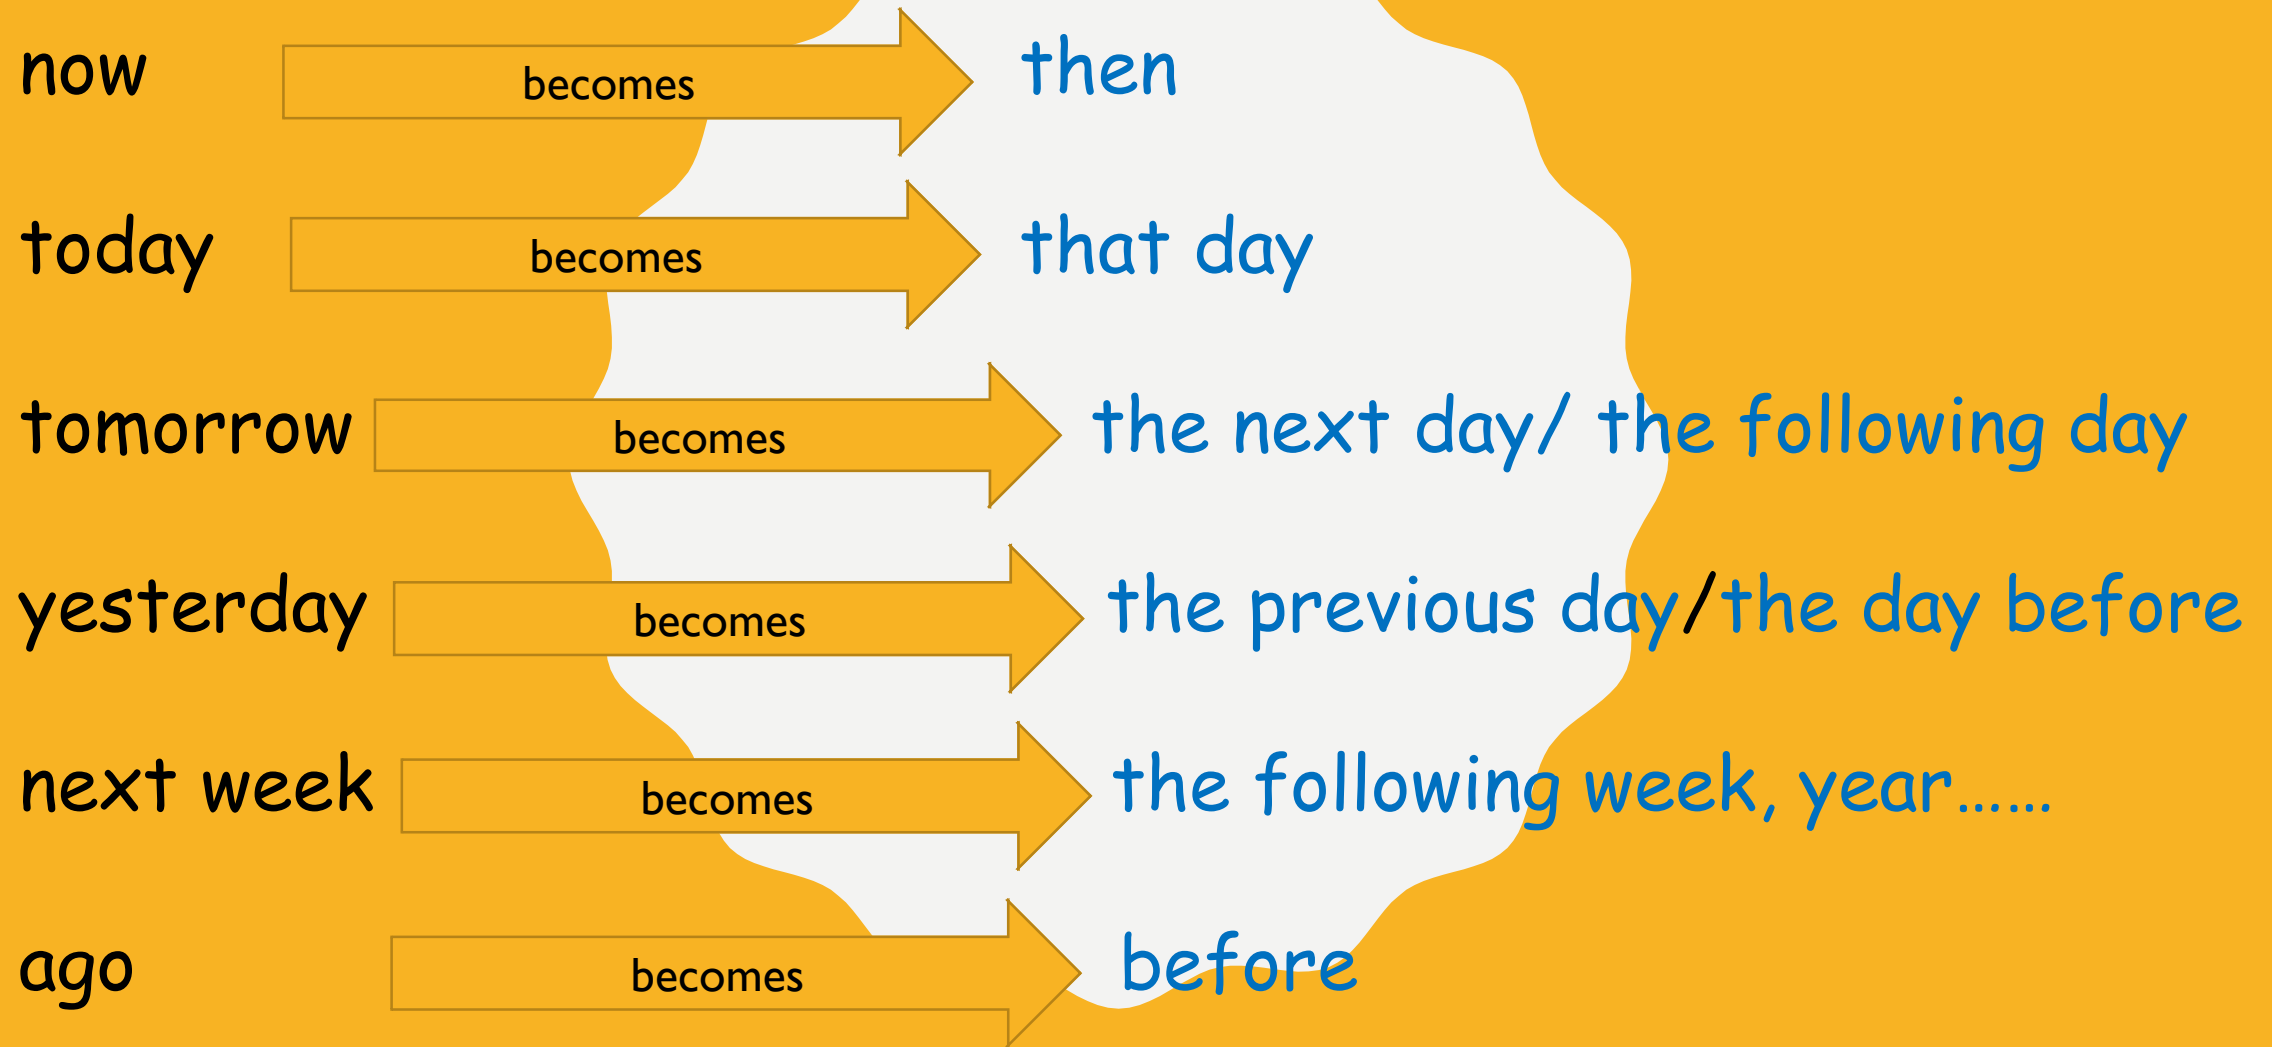 now becomes then
today becomes that day
tomorrow becomes the next day/ the following day
yesterday becomes the previous day/the day before
next week becomes the following week, year......
ago becomes before